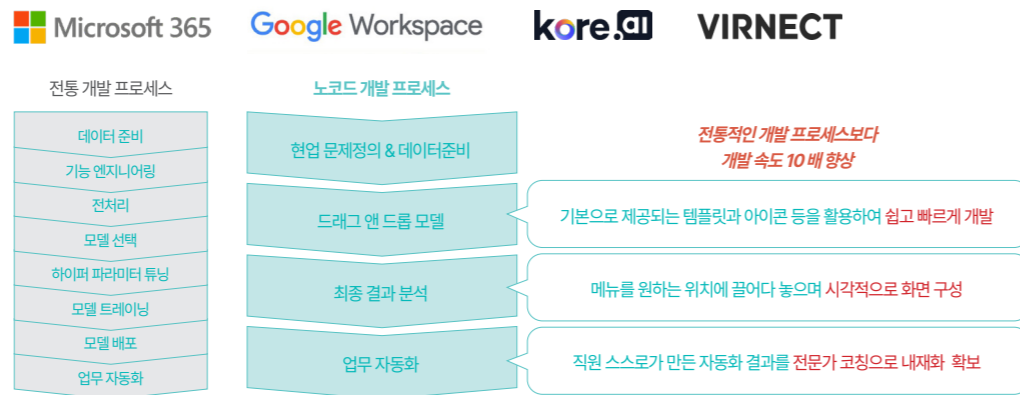 Microsoft 365
Google Workspace
kore.ai
VIRNECT
전통 개발 프로세스
데이터 준비
기능 엔지니어링
전처리
모델 선택
하이퍼 파라미터 튜닝
모델 트레이닝
모델 배포
업무 자동화
노코드 개발 프로세스
현업 문제정의 & 데이터준비
드래그 앤 드롭 모델
최종 결과 분석
업무 자동화
전통적인 개발 프로세스보다
개발 속도 10 배 향상
기본으로 제공되는 템플릿과 아이콘 등을 활용하여 쉽고 빠르게 개발
메뉴를 원하는 위치에 끌어다 놓으며 시각적으로 화면 구성
직원 스스로가 만든 자동화 결과를 전문가 코칭으로 내재화 확보